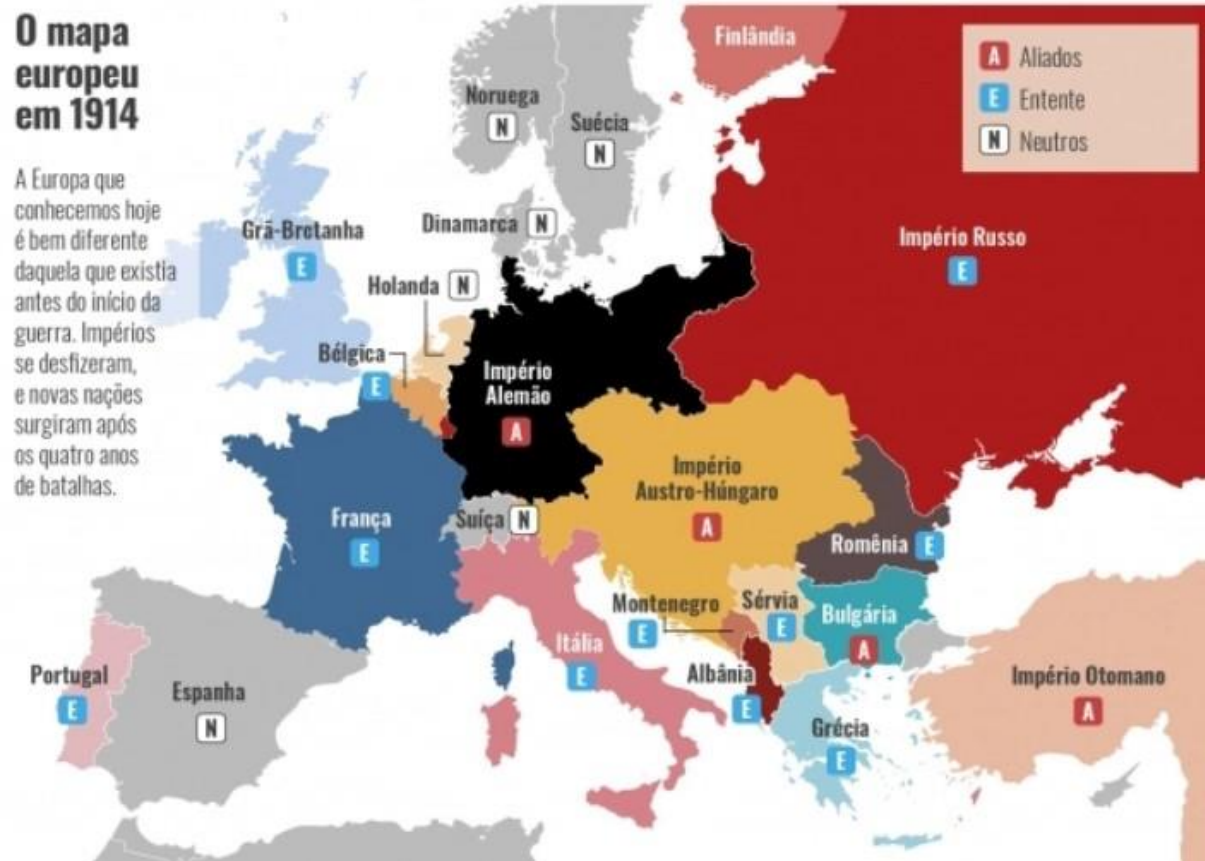 O mapa
europeu
em 1914
A Europa que
conhecemos hoje
é bem diferente
daquela que existia
antes do início da
guerra. Impérios
se desfizeram,
e novas nações
surgiram após
os quatro anos
de batalhas.
A Aliados
E Entente
N Neutros
Finlândia
Noruega
N
Suécia
N
Dinamarca N
Grã-Bretanha
E
Império Russo
E
Holanda N
Bélgica
E
Império
Alemão
A
Império
Austro-Húngaro
A
França
E
Suíça N
Romênia E
Montenegro
E
Sérvia
E
Bulgária
A
Itália
E
Albânia
E
Portugal
E
Espanha
N
Grécia
E
Império Otomano
A